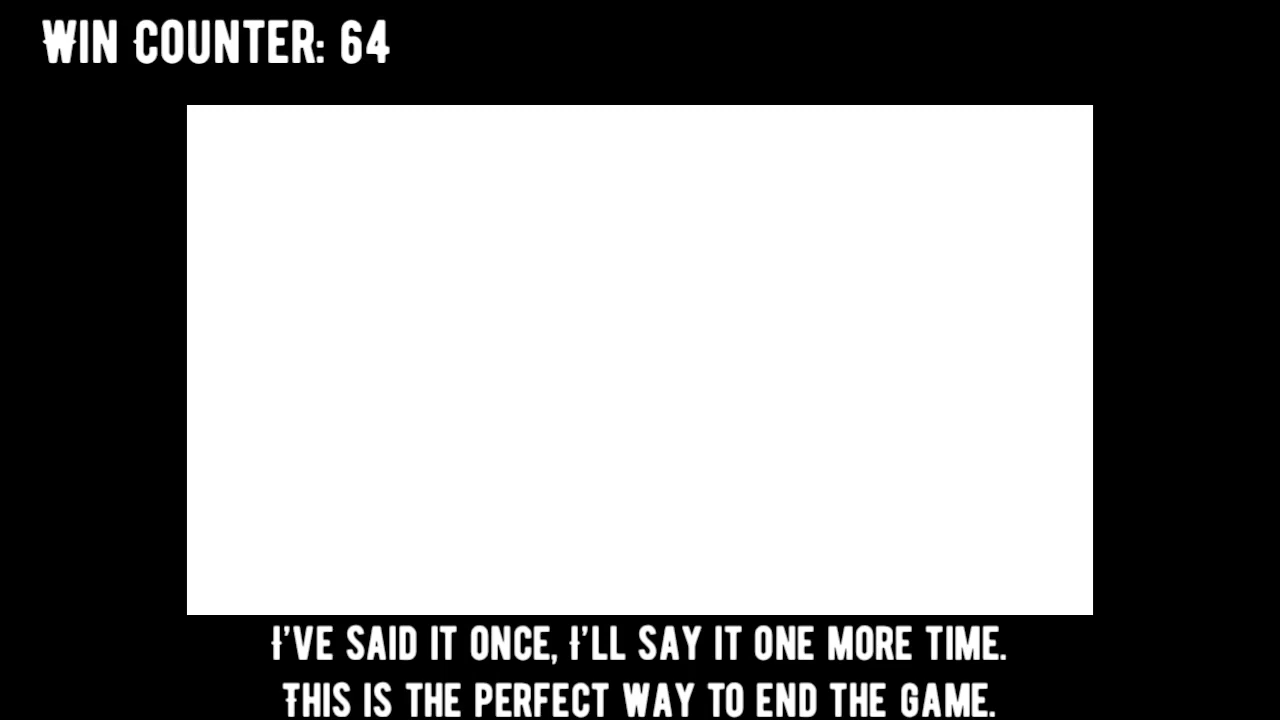 Win Counter: 64
I've said it once, I'll say it one more time.
This is the perfect way to end the game.